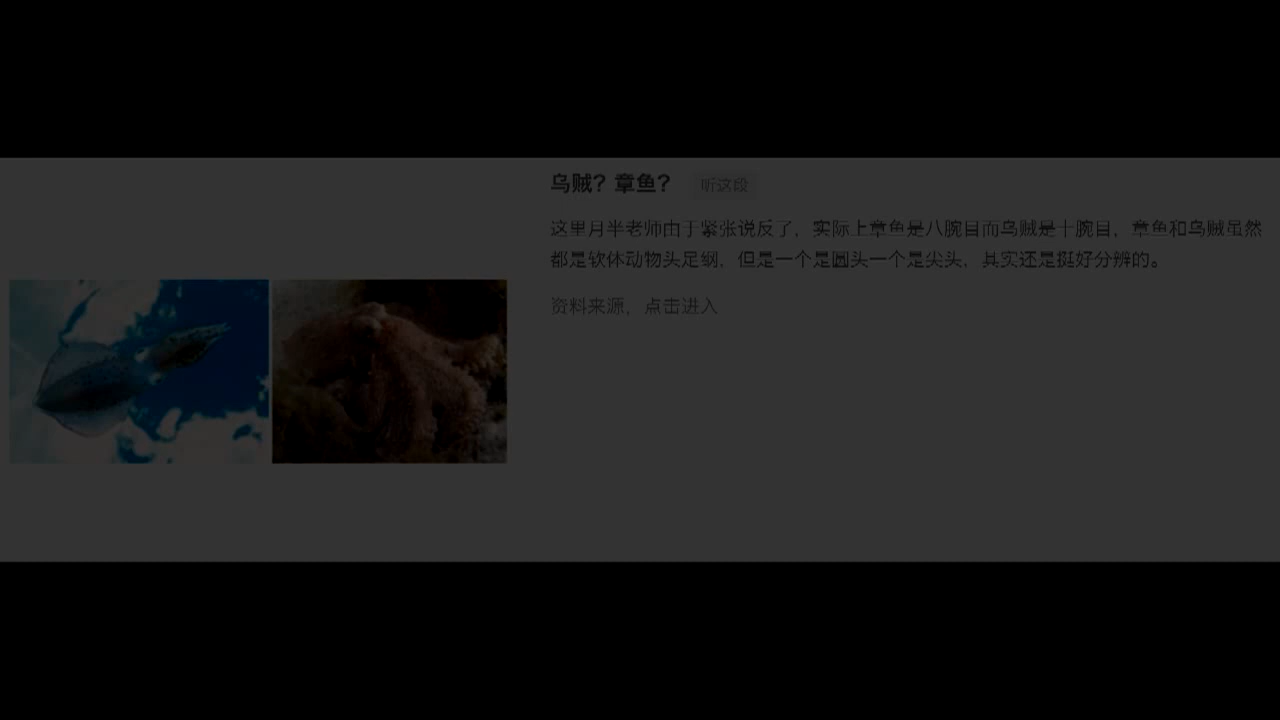 乌贼？章鱼？ 听这段
这里月半老师由于紧张说反了，实际上章鱼是八腕目而乌贼是十腕目，章鱼和乌贼虽然
都是软体动物头足纲，但是一个是圆头一个是尖头，其实还是挺好分辨的。
资料来源，点击进入